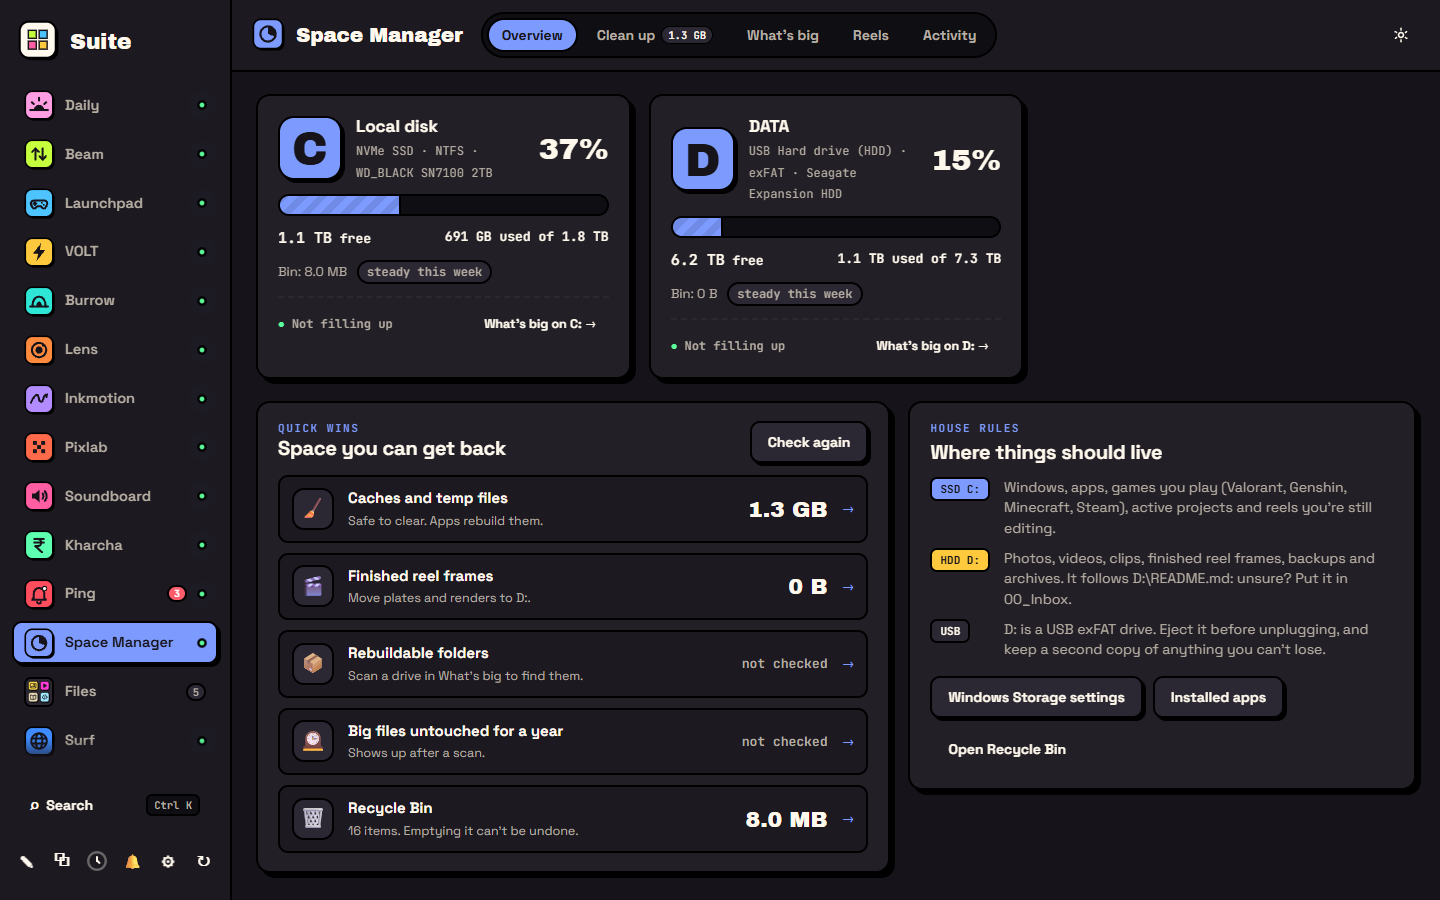 Suite
Daily
Beam
Launchpad
VOLT
Burrow
Lens
Inkmotion
Pixlab
Soundboard
Kharcha
Ping 3
Space Manager
Files 5
Surf
Search Ctrl K
Space Manager
Overview
Clean up 1.3 GB
What's big
Reels
Activity
C
Local disk
NVMe SSD · NTFS ·
WD_BLACK SN7100 2TB
37%
1.1 TB free
691 GB used of 1.8 TB
Bin: 8.0 MB
steady this week
Not filling up
What's big on C: →
D
DATA
USB Hard drive (HDD) ·
exFAT · Seagate
Expansion HDD
15%
6.2 TB free
1.1 TB used of 7.3 TB
Bin: 0 B
steady this week
Not filling up
What's big on D: →
QUICK WINS
Space you can get back
Check again
Caches and temp files
Safe to clear. Apps rebuild them.
1.3 GB →
Finished reel frames
Move plates and renders to D:.
0 B →
Rebuildable folders
Scan a drive in What's big to find them.
not checked →
Big files untouched for a year
Shows up after a scan.
not checked →
Recycle Bin
16 items. Emptying it can't be undone.
8.0 MB →
HOUSE RULES
Where things should live
SSD C:
Windows, apps, games you play (Valorant, Genshin,
Minecraft, Steam), active projects and reels you're still
editing.
HDD D:
Photos, videos, clips, finished reel frames, backups and
archives. It follows D:\README.md: unsure? Put it in
00_Inbox.
USB
D: is a USB exFAT drive. Eject it before unplugging, and
keep a second copy of anything you can't lose.
Windows Storage settings
Installed apps
Open Recycle Bin